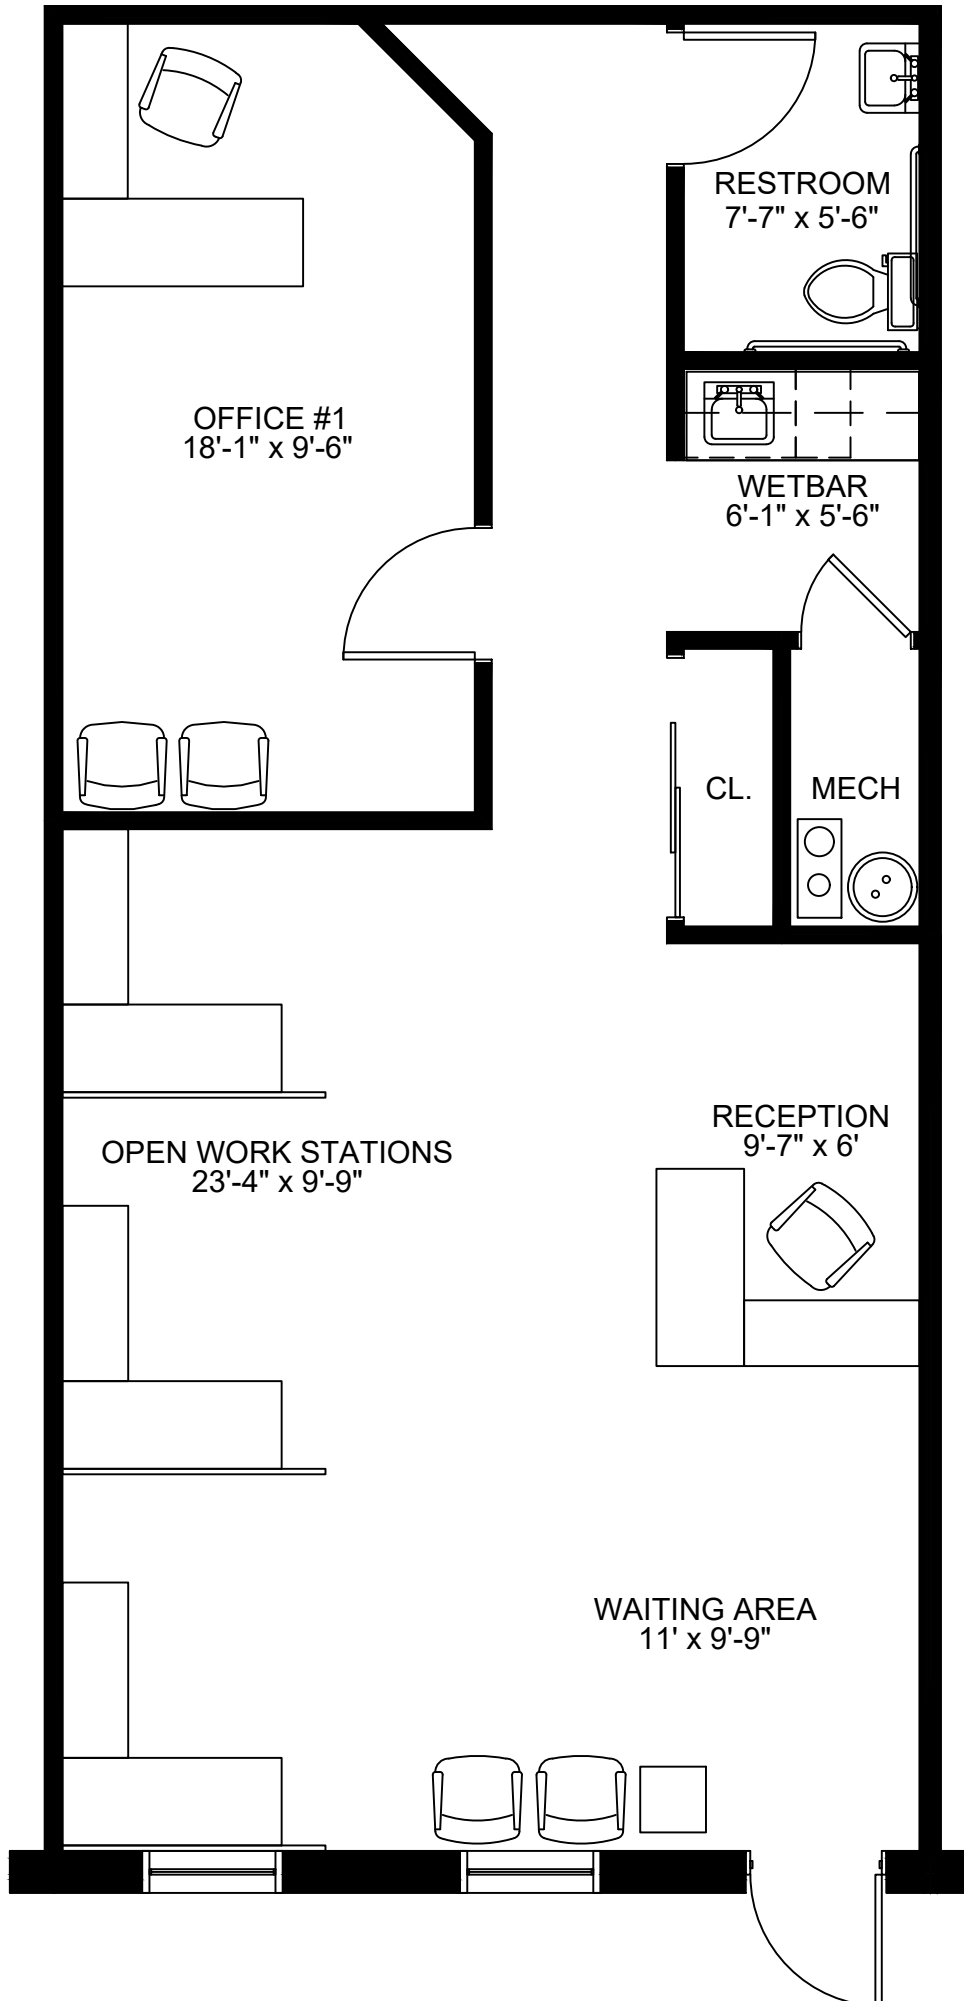 RESTROOM
7'-7" x 5'-6"
OFFICE #1
18'-1" x 9'-6"
WETBAR
6'-1" x 5'-6"
CL.
MECH
RECEPTION
9'-7" x 6'
OPEN WORK STATIONS
23'-4" x 9'-9"
WAITING AREA
11' x 9'-9"